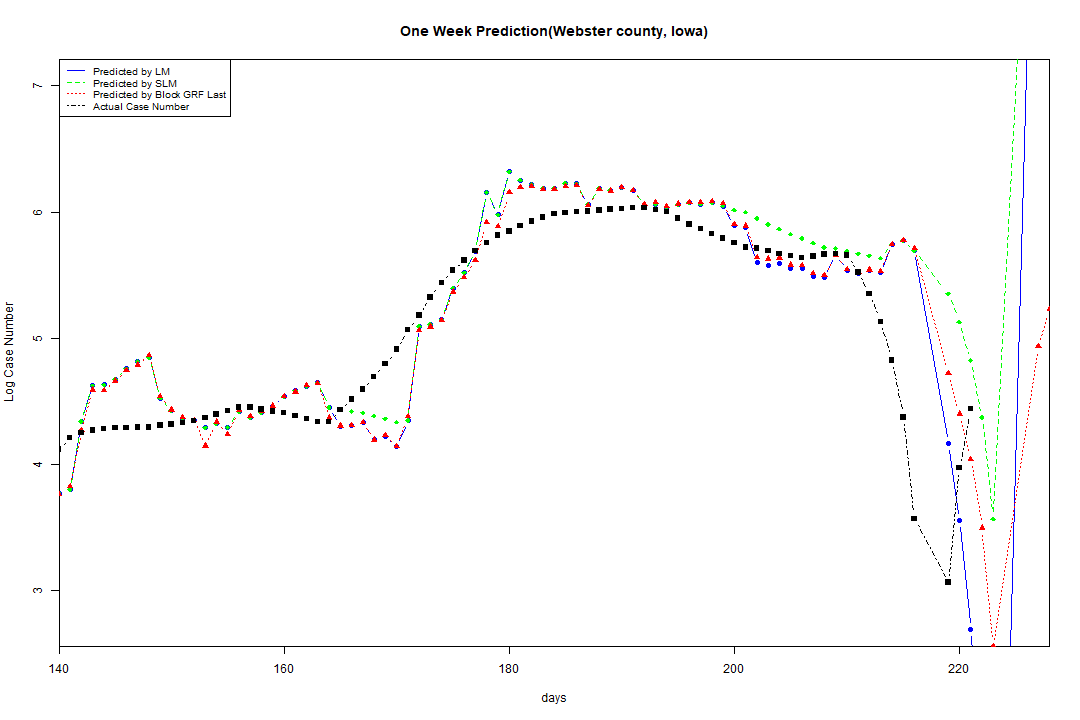 One Week Prediction(Webster county, Iowa)
Predicted by LM
Predicted by SLM
Predicted by Block GRF Last
Actual Case Number
7
6
5
4
3
Log Case Number
140 160 180 200 220
days